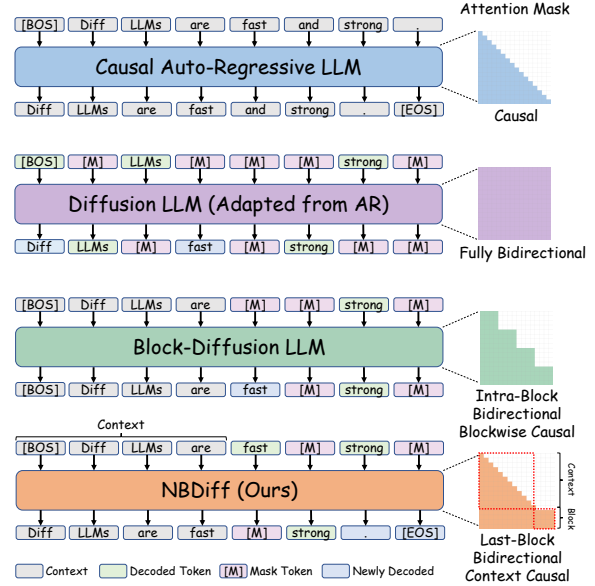 Attention Mask
[BOS] Diff LLMs are fast and strong .
Causal Auto-Regressive LLM
Diff LLMs are fast and strong . [EOS]
Causal
[BOS] [M] LLMs [M] [M] [M] strong [M]
Diffusion LLM (Adapted from AR)
Diff LLMs [M] fast [M] strong [M] [M]
Fully Bidirectional
[BOS] Diff LLMs are [M] [M] strong [M]
Block-Diffusion LLM
[BOS] Diff LLMs are fast [M] strong [M]
Intra-Block
Bidirectional
Blockwise Causal
Context
[BOS] Diff LLMs are fast [M] strong [M]
NBDiff (Ours)
Diff LLMs are fast [M] strong . [EOS]
Context
Block
Last-Block
Bidirectional
Context Causal
Context Decoded Token [M] Mask Token Newly Decoded